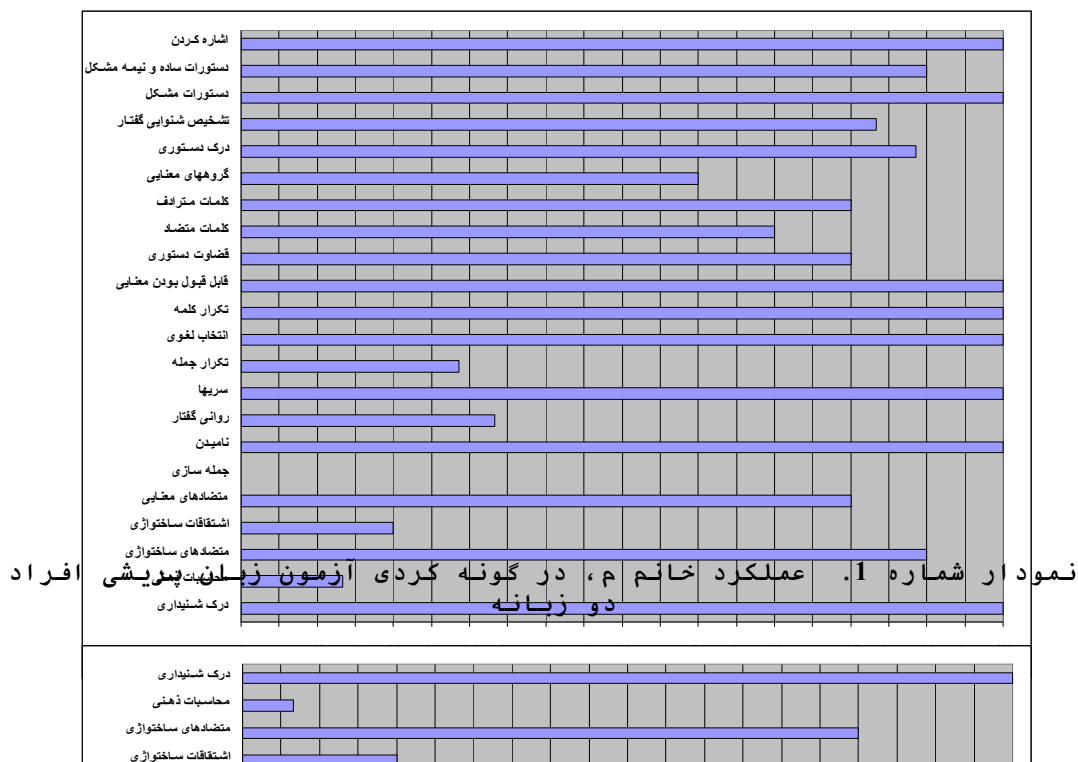 اشاره کردن
دستورات ساده و نیمه مشکل
دستورات مشکل
تشخیص شنوایی گفتار
درک دستوری
گروههای معنایی
کلمات مترادف
کلمات متضاد
قضاوت دستوری
قابل قبول بودن معنایی
تکرار کلمه
انتخاب لغوی
تکرار جمله
سریها
روانی گفتار
نامیدن
جمله سازی
متضادهای معنایی
اشتقاقات ساختواژی
متضادهای ساختواژی
محاسبات ذهنی
نمودار شماره 1. عملکرد خانم م، در گونه کردی آزمون زبان پریشی افراد
دو زبانه
درک شنیداری
درک شنیداری
محاسبات ذهنی
متضادهای ساختواژی
اشتقاقات ساختواژی